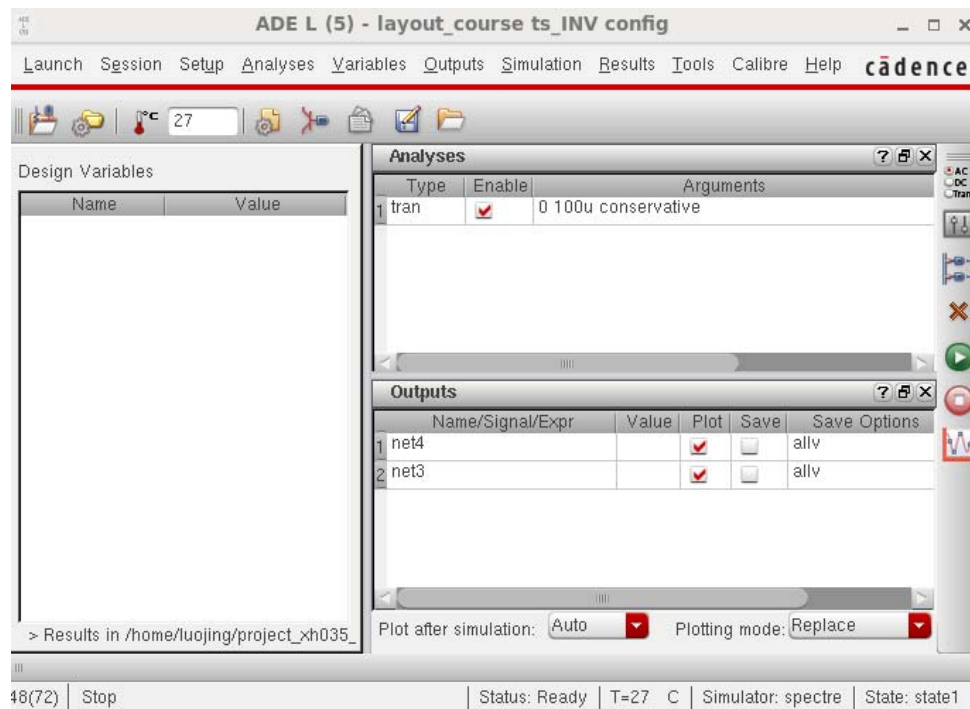 ADE L (5) - layout_course ts_INV config
Launch Session Setup Analyses Variables Outputs Simulation Results Tools Calibre Help cādence
°C 27
Design Variables
Name Value
> Results in /home/luojing/project_xh035_
Analyses
Type Enable Arguments
1 tran 0 100u conservative
Outputs
Name/Signal/Expr Value Plot Save Save Options
1 net4 allv
2 net3 allv
Plot after simulation: Auto Plotting mode: Replace
AC
DC
Tran
48(72) Stop Status: Ready T=27 C Simulator: spectre State: state1